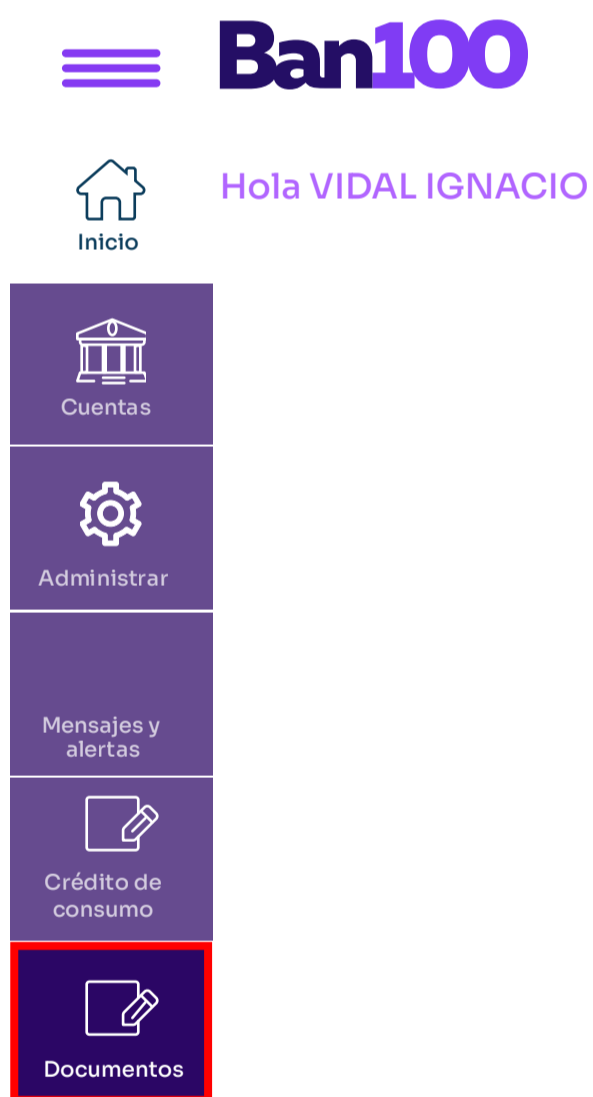 Ban100
Hola VIDAL IGNACIO
Inicio
Cuentas
Administrar
Mensajes y
alertas
Crédito de
consumo
Documentos